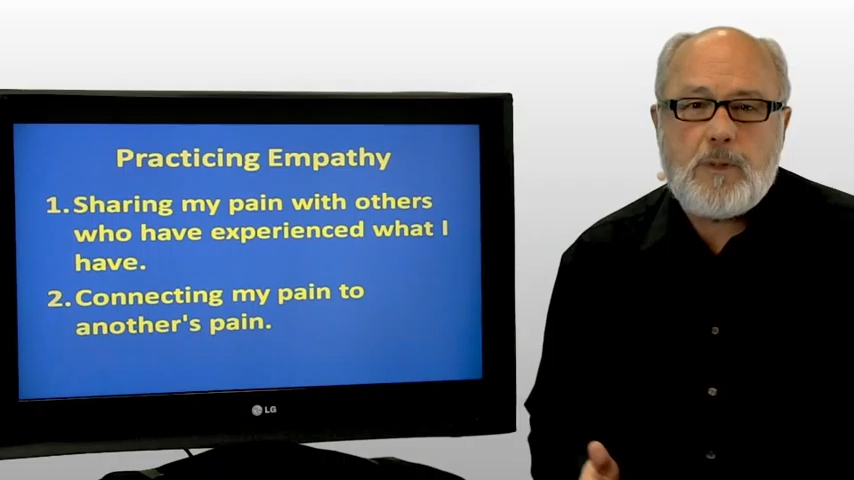 Practicing Empathy
1. Sharing my pain with others
who have experienced what I
have.
2. Connecting my pain to
another's pain.
LG